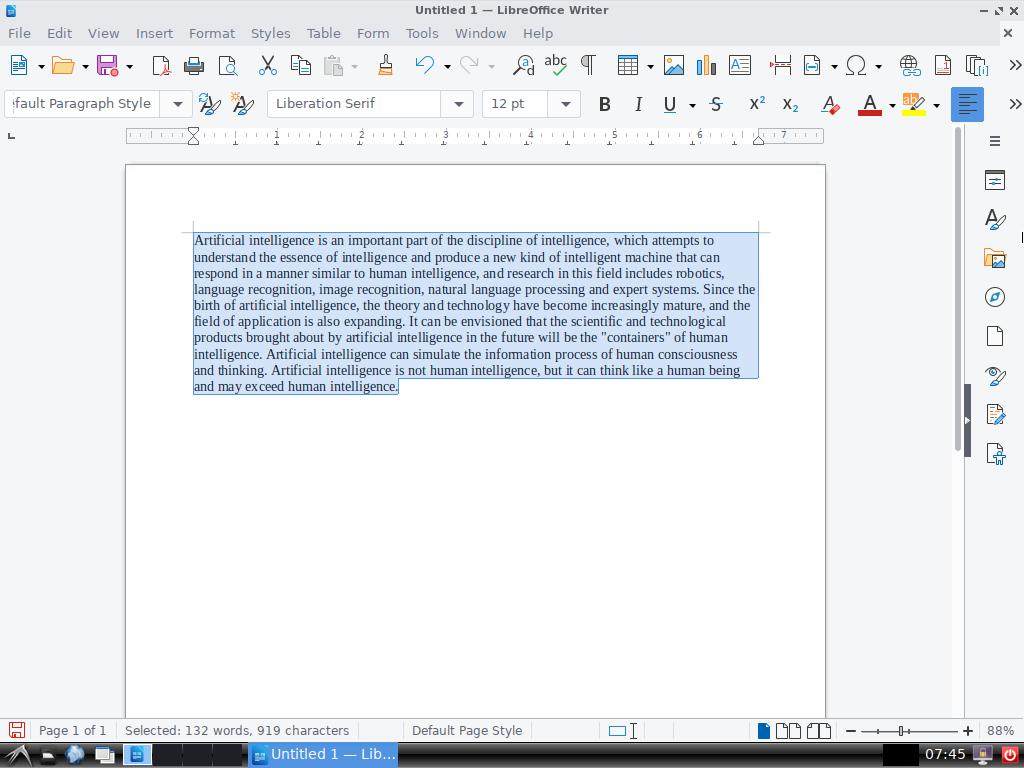 Untitled 1 — LibreOffice Writer
File Edit View Insert Format Styles Table Form Tools Window Help
fault Paragraph Style Liberation Serif 12 pt
1 2 3 4 5 6 7
Artificial intelligence is an important part of the discipline of intelligence, which attempts to
understand the essence of intelligence and produce a new kind of intelligent machine that can
respond in a manner similar to human intelligence, and research in this field includes robotics,
language recognition, image recognition, natural language processing and expert systems. Since the
birth of artificial intelligence, the theory and technology have become increasingly mature, and the
field of application is also expanding. It can be envisioned that the scientific and technological
products brought about by artificial intelligence in the future will be the "containers" of human
intelligence. Artificial intelligence can simulate the information process of human consciousness
and thinking. Artificial intelligence is not human intelligence, but it can think like a human being
and may exceed human intelligence.
Page 1 of 1 Selected: 132 words, 919 characters Default Page Style 88%
Untitled 1 — Lib... 07:45